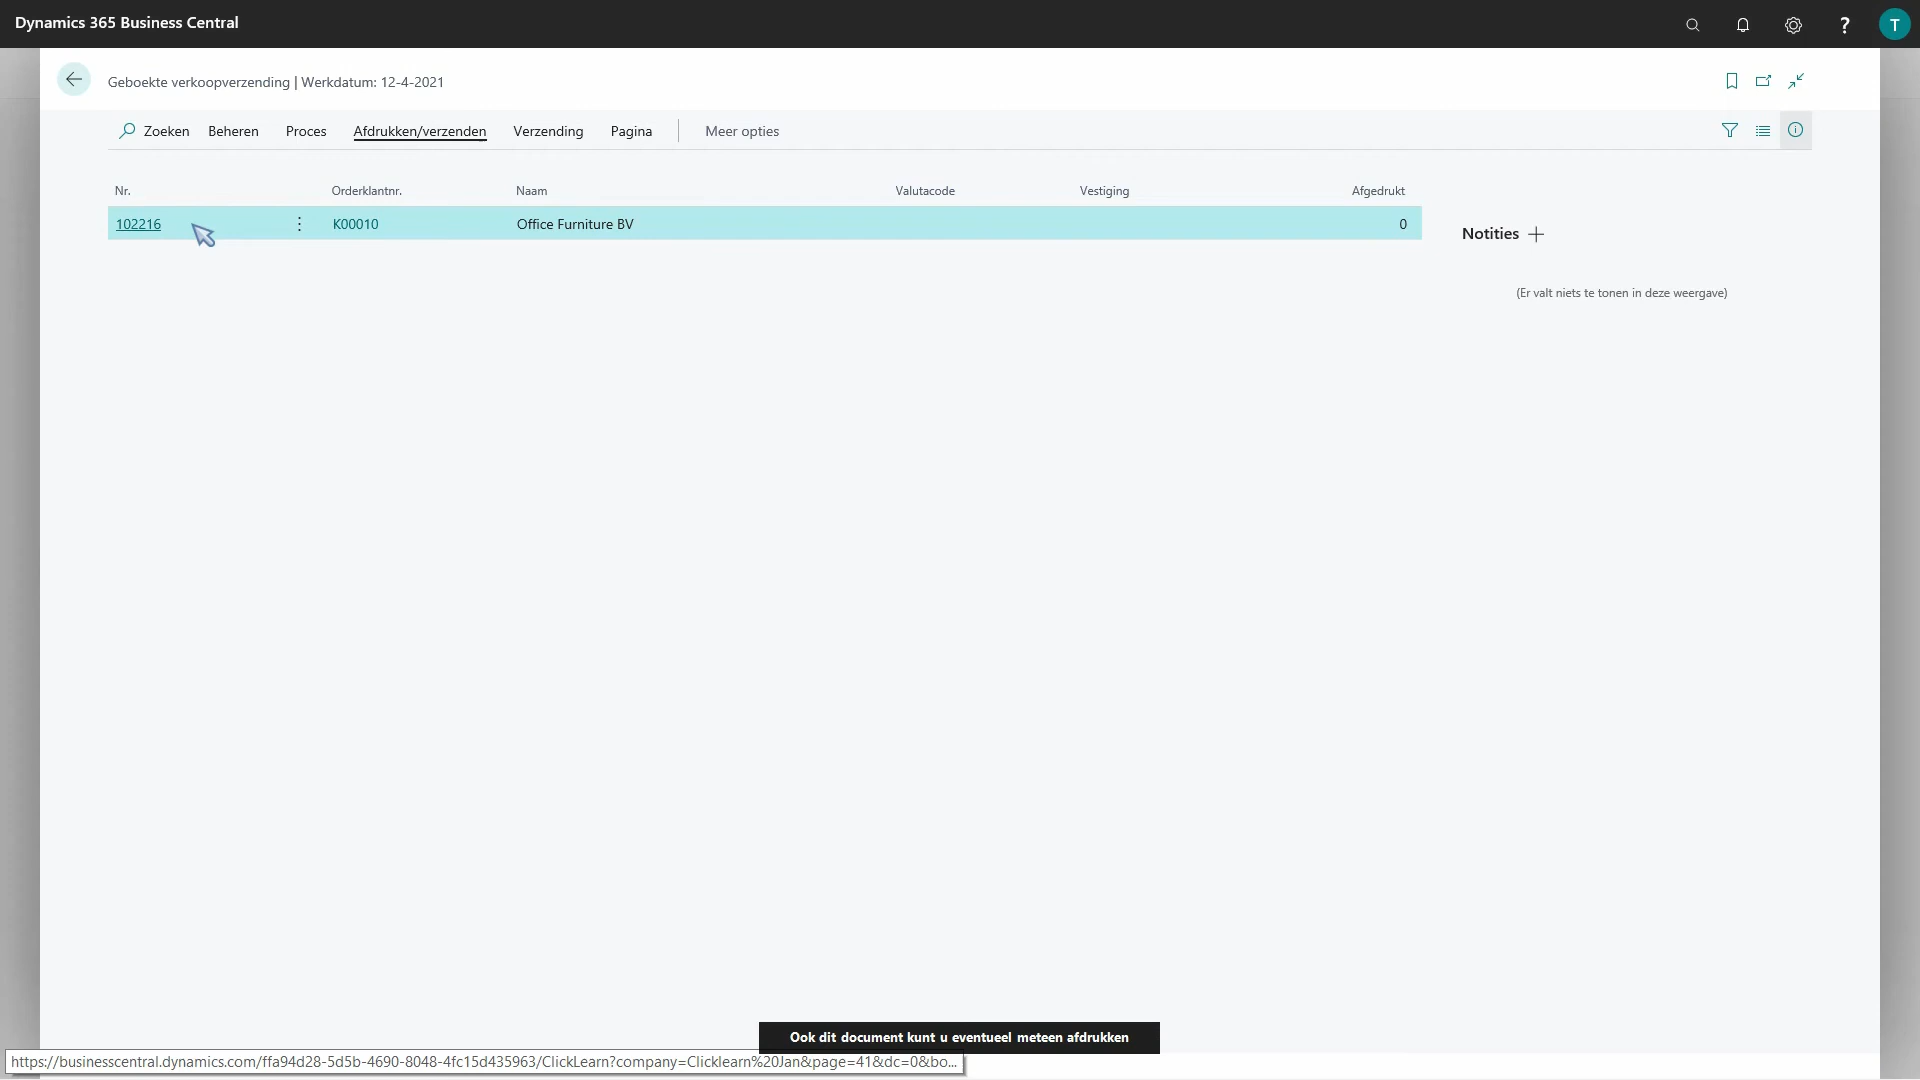 Dynamics 365 Business Central
?
T
Geboekte verkoopverzending | Werkdatum: 12-4-2021
Zoeken Beheren Proces Afdrukken/verzenden Verzending Pagina Meer opties
Nr. Orderklantnr. Naam Valutacode Vestiging Afgedrukt
102216 K00010 Office Furniture BV 0
Notities
(Er valt niets te tonen in deze weergave)
Ook dit document kunt u eventueel meteen afdrukken
https://businesscentral.dynamics.com/ffa94d28-5d5b-4690-8048-4fc15d435963/ClickLearn?company=Clicklearn%20Jan&page=41&dc=0&bo...